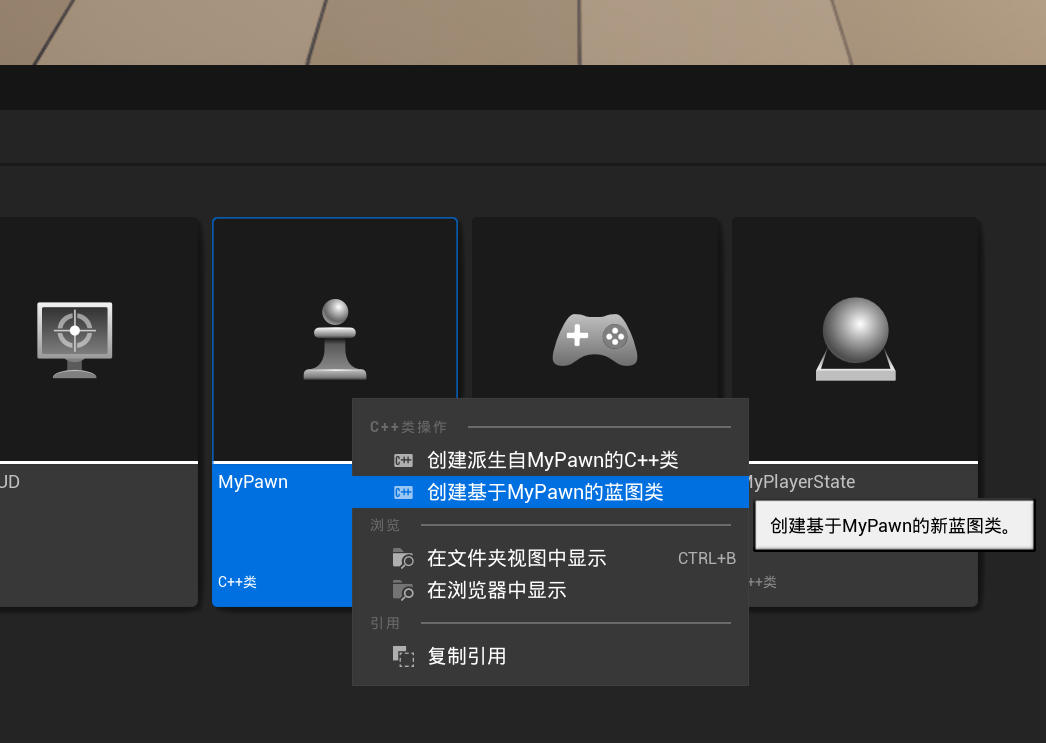 UD
MyPawn
C++类
C++类操作
创建派生自MyPawn的C++类
创建基于MyPawn的蓝图类
浏览
在文件夹视图中显示 CTRL+B
在浏览器中显示
引用
复制引用
MyPlayerState
创建基于MyPawn的新蓝图类。
++类